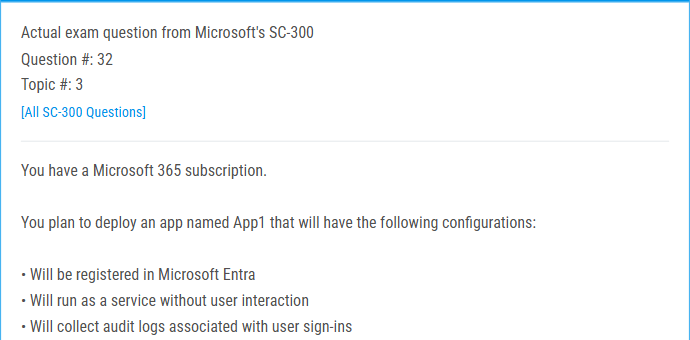 Actual exam question from Microsoft's SC-300
Question #: 32
Topic #: 3
[All SC-300 Questions]
You have a Microsoft 365 subscription.
You plan to deploy an app named App1 that will have the following configurations:
• Will be registered in Microsoft Entra
• Will run as a service without user interaction
• Will collect audit logs associated with user sign-ins